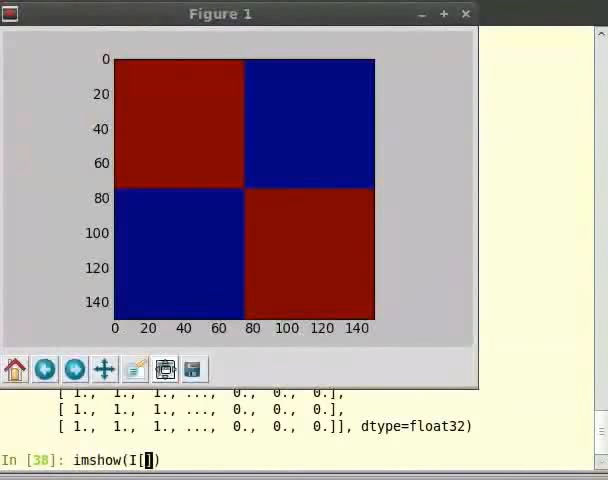 Figure 1
0
20
40
60
80
100
120
140
0 20 40 60 80 100 120 140
[ 1., 1., 1., ..., 0., 0., 0.],
[ 1., 1., 1., ..., 0., 0., 0.],
[ 1., 1., 1., ..., 0., 0., 0.]], dtype=float32)
In [38]: imshow(I[])